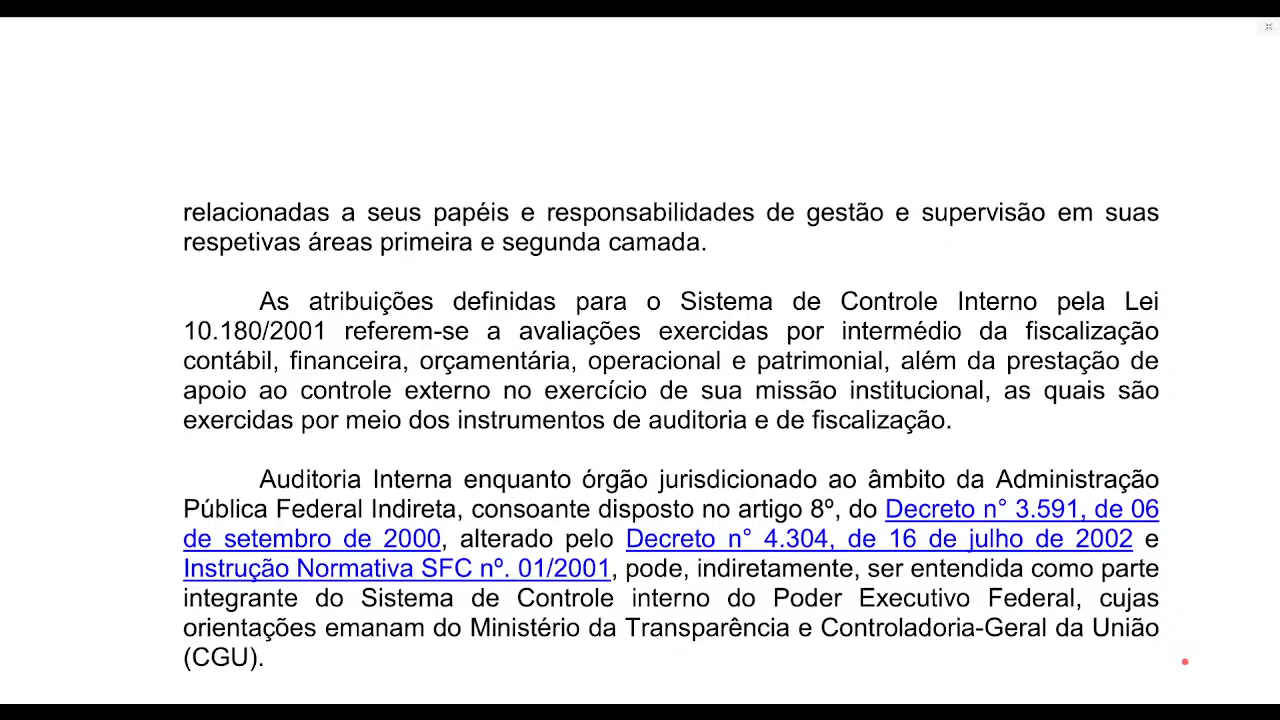 relacionadas a seus papéis e responsabilidades de gestão e supervisão em suas
respetivas áreas primeira e segunda camada.
As atribuições definidas para o Sistema de Controle Interno pela Lei
10.180/2001 referem-se a avaliações exercidas por intermédio da fiscalização
contábil, financeira, orçamentária, operacional e patrimonial, além da prestação de
apoio ao controle externo no exercício de sua missão institucional, as quais são
exercidas por meio dos instrumentos de auditoria e de fiscalização.
Auditoria Interna enquanto órgão jurisdicionado ao âmbito da Administração
Pública Federal Indireta, consoante disposto no artigo 8º, do Decreto n° 3.591, de 06
de setembro de 2000, alterado pelo Decreto n° 4.304, de 16 de julho de 2002 e
Instrução Normativa SFC nº. 01/2001, pode, indiretamente, ser entendida como parte
integrante do Sistema de Controle interno do Poder Executivo Federal, cujas
orientações emanam do Ministério da Transparência e Controladoria-Geral da União
(CGU).